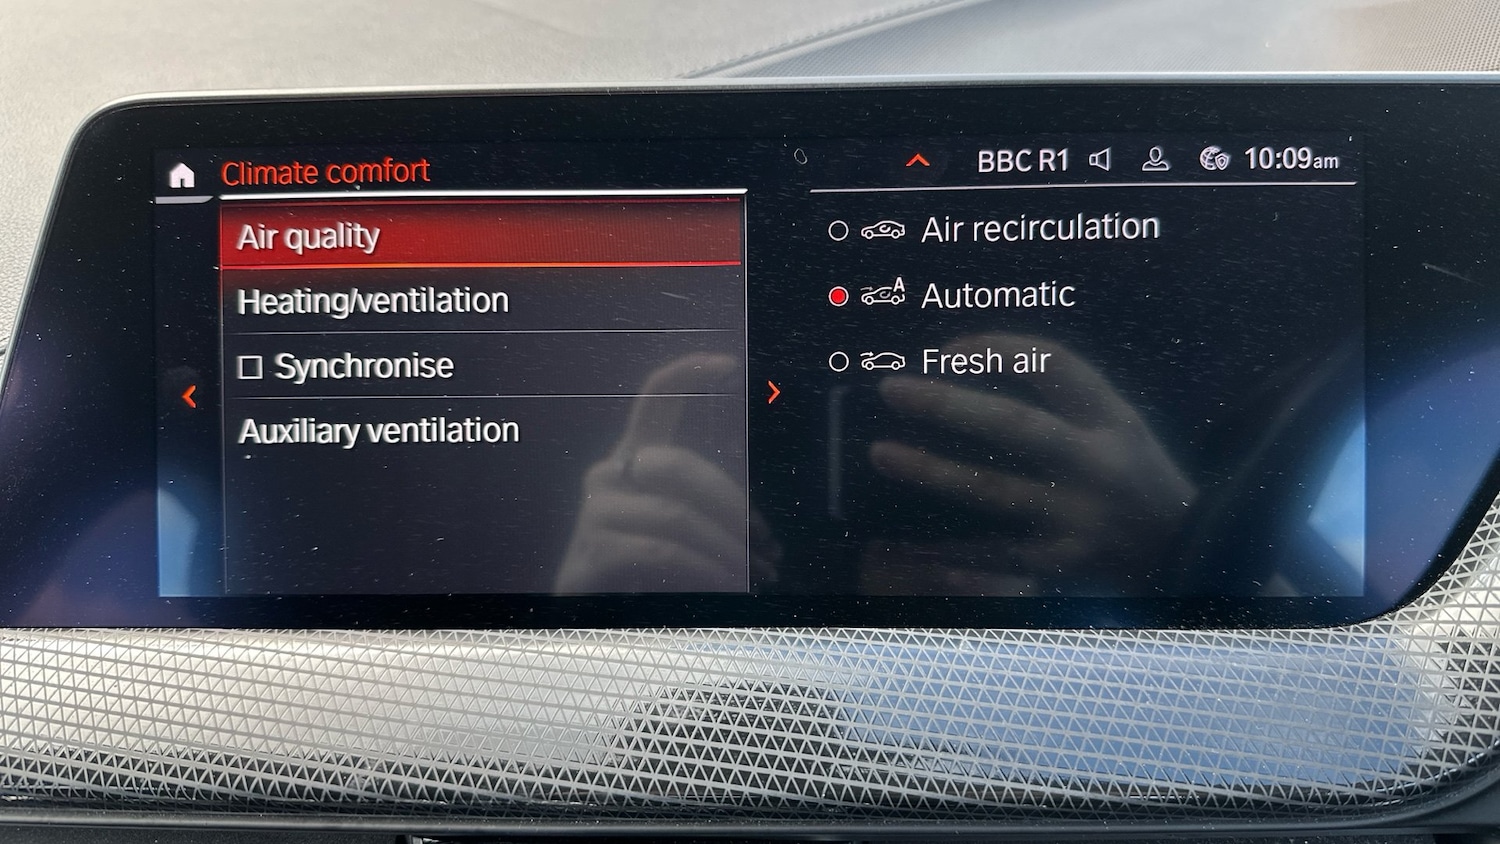 Climate comfort
BBC R1 10:09am
Air quality
Heating/ventilation
Synchronise
Auxiliary ventilation
Air recirculation
A Automatic
Fresh air